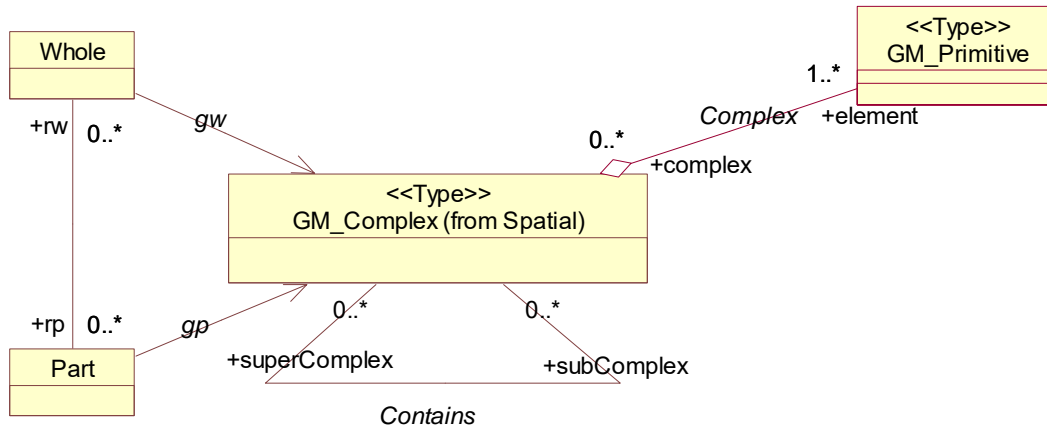 <<Type>>
GM_Primitive
Whole
1..*
+rw
0..*
gw
Complex
+element
0..*
+complex
<<Type>>
GM_Complex (from Spatial)
+rp
0..*
gp
0..*
0..*
+superComplex
+subComplex
Part
Contains